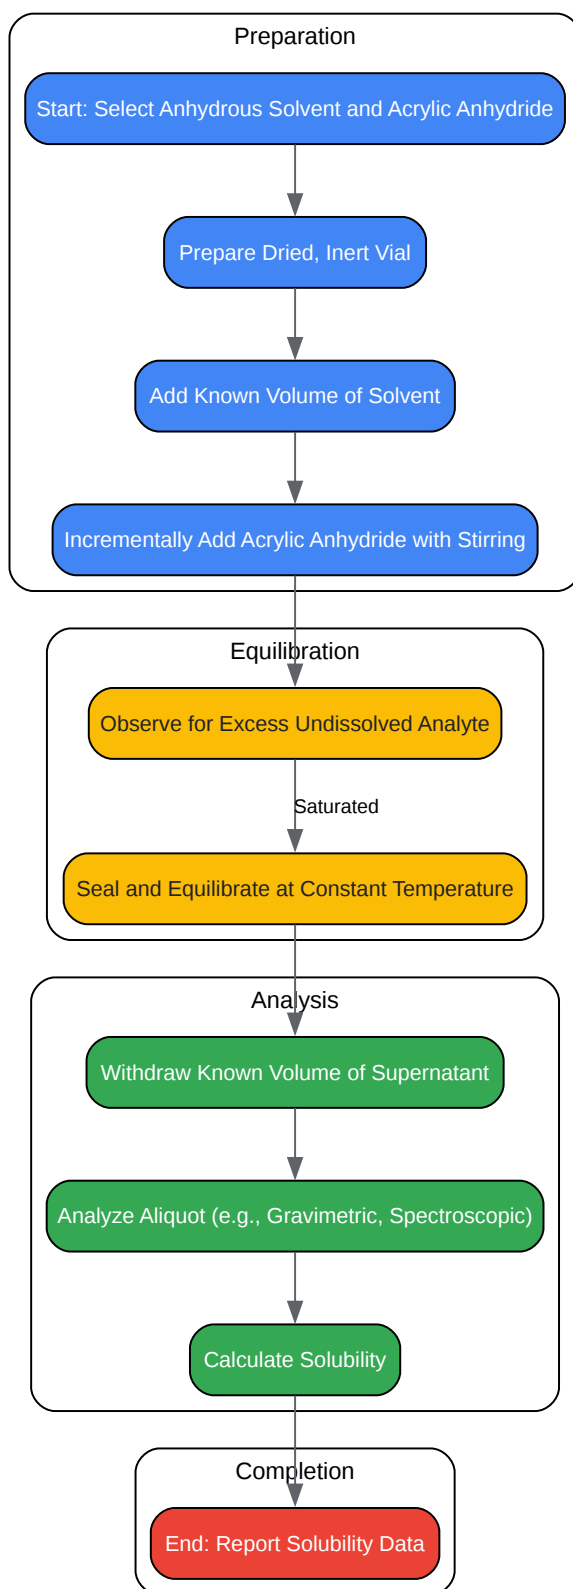 Preparation
Start: Select Anhydrous Solvent and Acrylic Anhydride
Prepare Dried, Inert Vial
Add Known Volume of Solvent
Incrementally Add Acrylic Anhydride with Stirring
Equilibration
Observe for Excess Undissolved Analyte
Saturated
Seal and Equilibrate at Constant Temperature
Analysis
Withdraw Known Volume of Supernatant
Analyze Aliquot (e.g., Gravimetric, Spectroscopic)
Calculate Solubility
Completion
End: Report Solubility Data